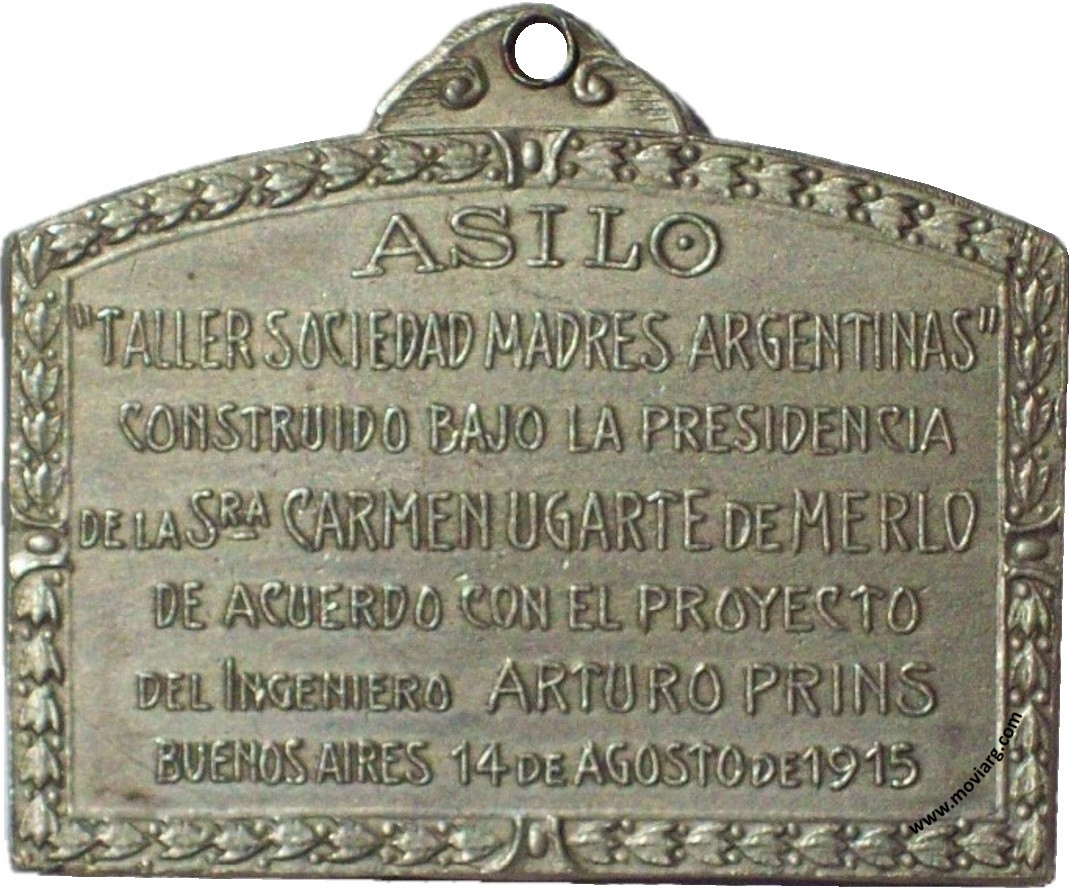 ASILO
"TALLER SOCIEDAD MADRES ARGENTINAS"
CONSTRUIDO BAJO LA PRESIDENCIA
DE LA SRA CARMEN UGARTE DE MERLO
DE ACUERDO CON EL PROYECTO
DEL INGENIERO ARTURO PRINS
BUENOS AIRES 14 DE AGOSTO DE 1915
www.moviarg.com